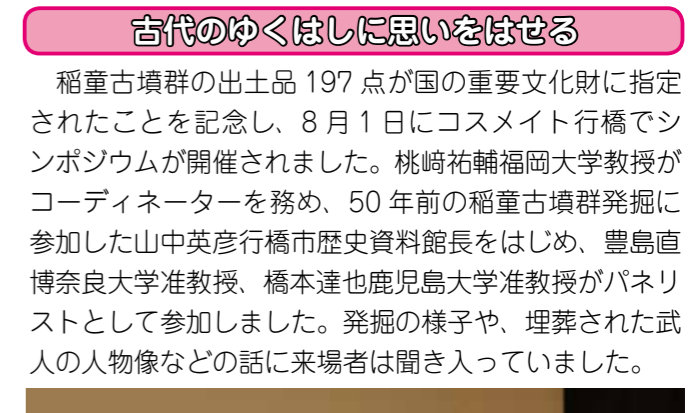 古代のゆくはしに思いをはせる
　稲童古墳群の出土品 197 点が国の重要文化財に指定
されたことを記念し、8 月 1 日にコスメイト行橋でシ
ンポジウムが開催されました。桃﨑祐輔福岡大学教授が
コーディネーターを務め、50 年前の稲童古墳群発掘に
参加した山中英彦行橋市歴史資料館長をはじめ、豊島直
博奈良大学准教授、橋本達也鹿児島大学准教授がパネリ
ストとして参加しました。発掘の様子や、埋葬された武
人の人物像などの話に来場者は聞き入っていました。